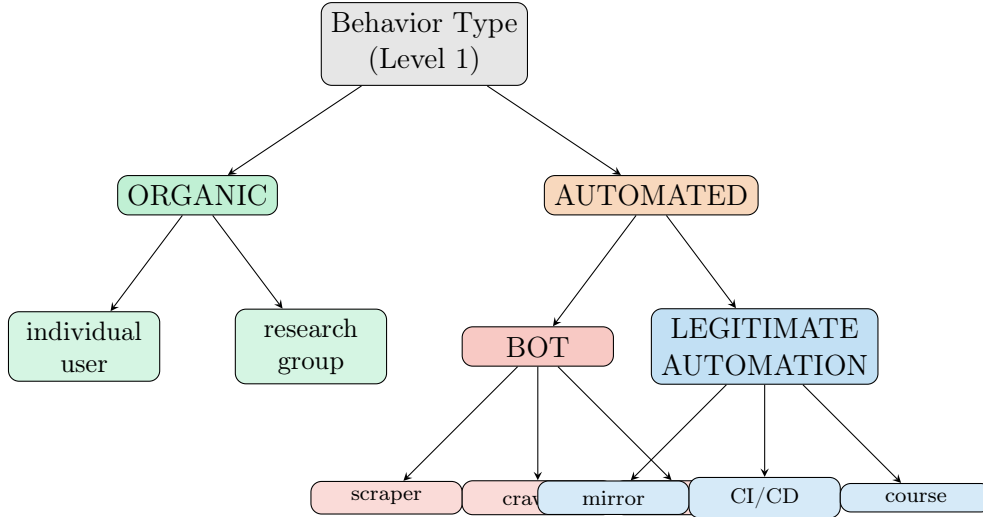 Behavior Type
(Level 1)
ORGANIC
AUTOMATED
individual
user
research
group
BOT
LEGITIMATE
AUTOMATION
scraper
mirror
CI/CD
course